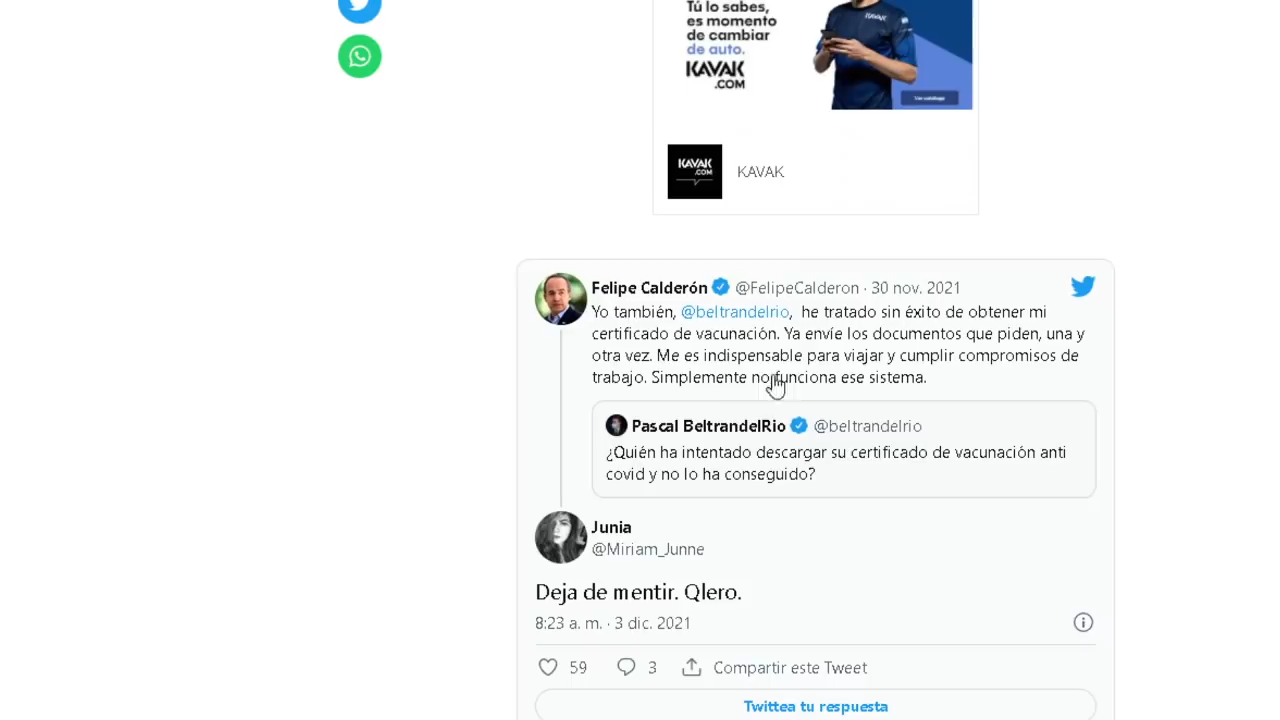 Tú lo sabes,
es momento
de cambiar
de auto.
KAVAK
.COM
KAVAK
Ver catálogo
KAVAK
.COM
KAVAK
Felipe Calderón @FelipeCalderon · 30 nov. 2021
Yo también, @beltrandelrio, he tratado sin éxito de obtener mi
certificado de vacunación. Ya envíe los documentos que piden, una y
otra vez. Me es indispensable para viajar y cumplir compromisos de
trabajo. Simplemente no funciona ese sistema.
Pascal BeltrandelRio @beltrandelrio
¿Quién ha intentado descargar su certificado de vacunación anti
covid y no lo ha conseguido?
Junia
@Miriam_Junne
Deja de mentir. Qlero.
8:23 a. m. · 3 dic. 2021
59 3 Compartir este Tweet
Twittea tu respuesta